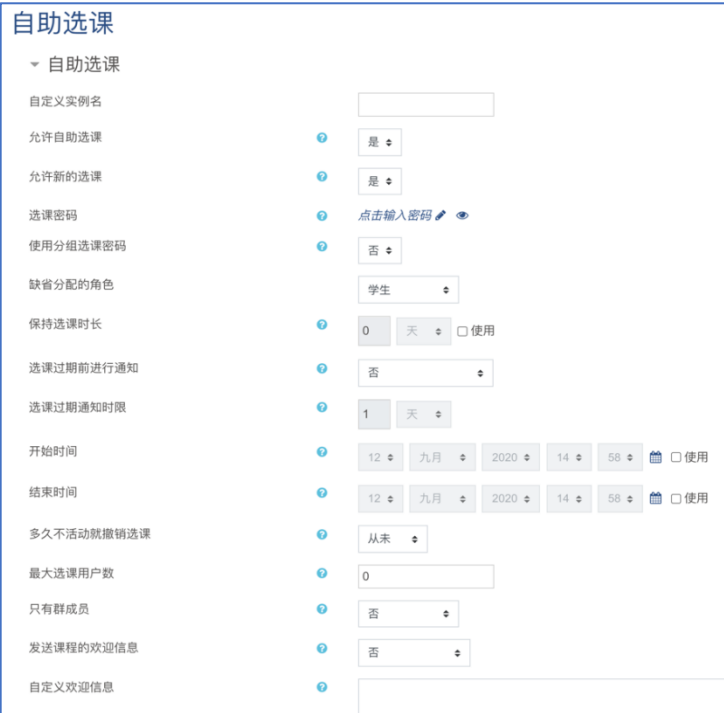 自助选课
自助选课
自定义实例名
允许自助选课 是
允许新的选课 是
选课密码 点击输入密码
使用分组选课密码 否
缺省分配的角色 学生
保持选课时长 0 天 使用
选课过期前进行通知 否
选课过期通知时限 1 天
开始时间 12 九月 2020 14 58 使用
结束时间 12 九月 2020 14 58 使用
多久不活动就撤销选课 从未
最大选课用户数 0
只有群成员 否
发送课程的欢迎信息 否
自定义欢迎信息